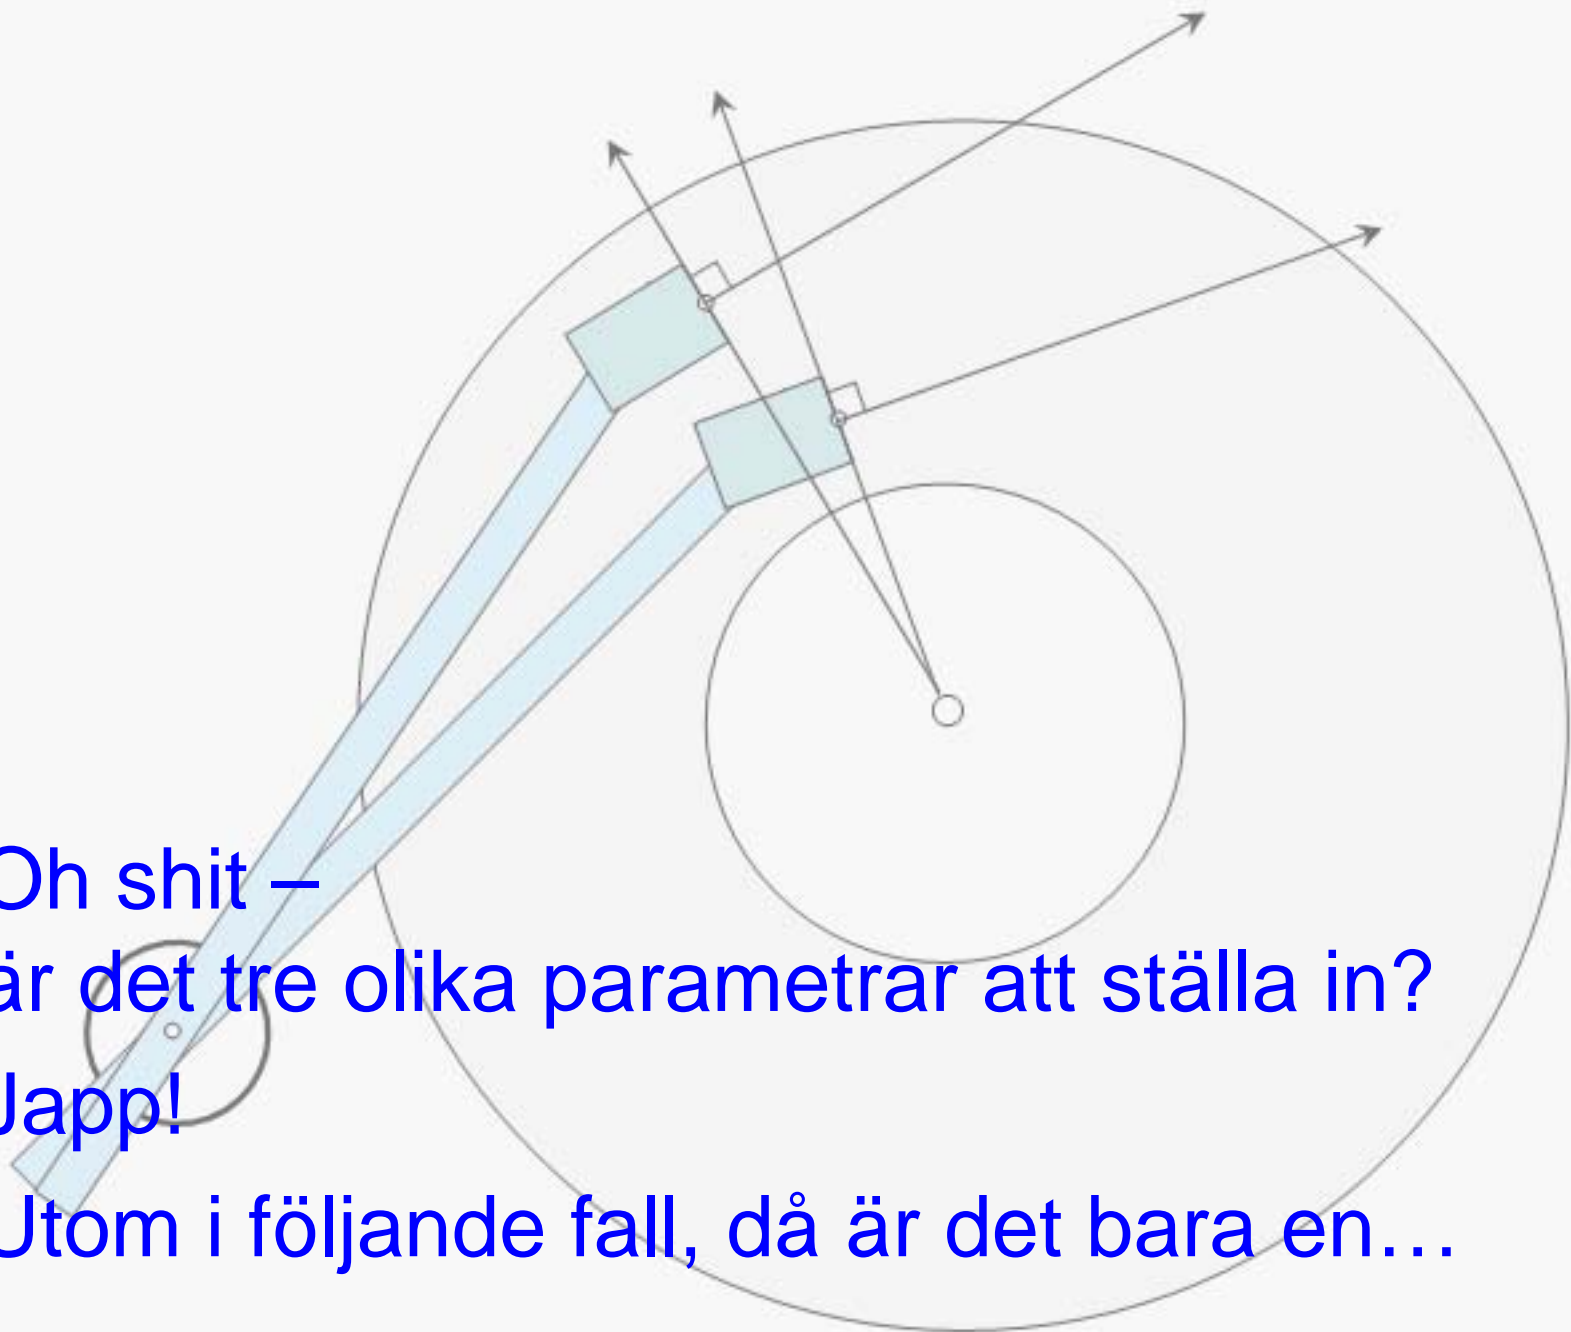 Oh shit –
är det tre olika parametrar att ställa in?
Japp!
Utom i följande fall, då är det bara en…